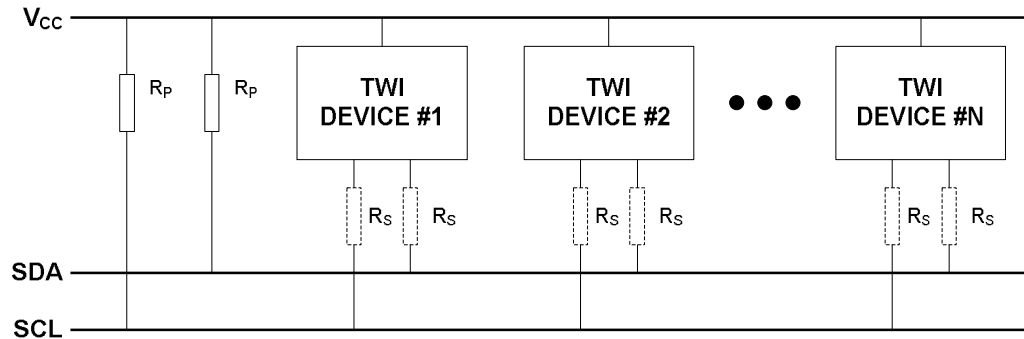 VCC
RP
RP
TWI
DEVICE #1
TWI
DEVICE #2
TWI
DEVICE #N
RS
RS
RS
RS
RS
RS
SDA
SCL